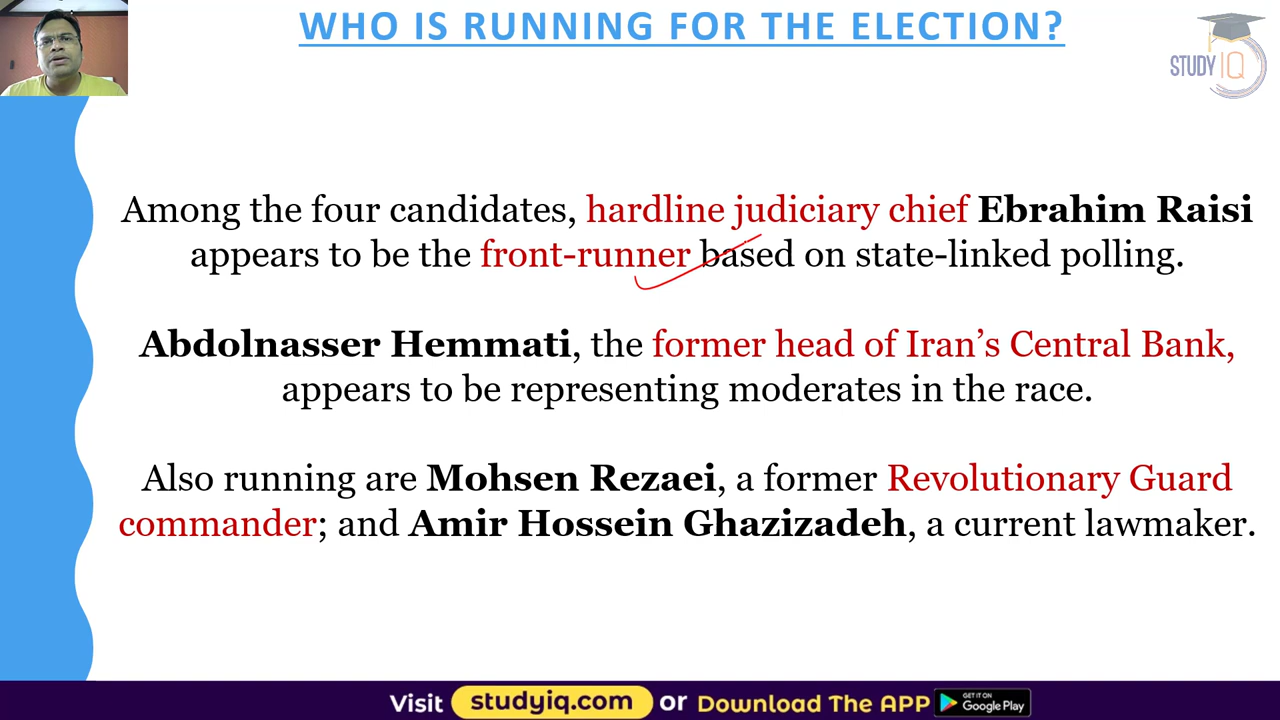 WHO IS RUNNING FOR THE ELECTION?
STUDY IQ
Among the four candidates, hardline judiciary chief Ebrahim Raisi
appears to be the front-runner based on state-linked polling.
Abdolnasser Hemmati, the former head of Iran’s Central Bank,
appears to be representing moderates in the race.
Also running are Mohsen Rezaei, a former Revolutionary Guard
commander; and Amir Hossein Ghazizadeh, a current lawmaker.
Visit studyiq.com or Download The APP GET IT ON Google Play